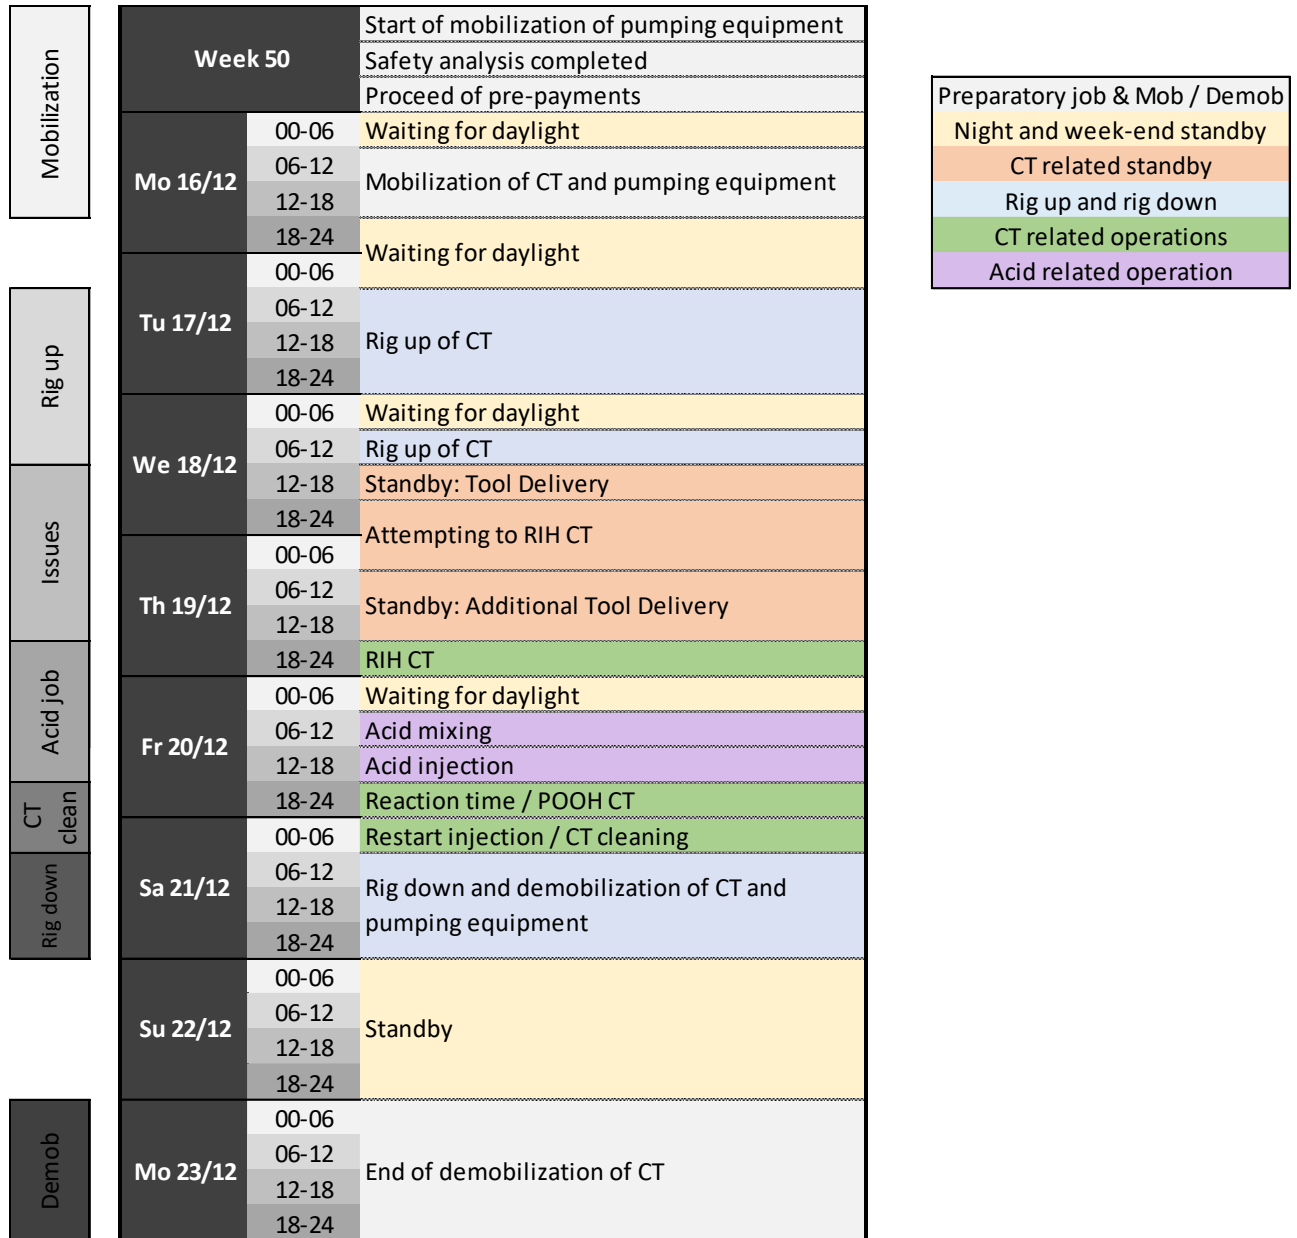 Mobilization
Week 50
Start of mobilization of pumping equipment
Safety analysis completed
Proceed of pre-payments
Mo 16/12
00-06
Waiting for daylight
06-12
Mobilization of CT and pumping equipment
12-18
18-24
Waiting for daylight
Rig up
Tu 17/12
00-06
06-12
Rig up of CT
12-18
18-24
We 18/12
00-06
Waiting for daylight
06-12
Rig up of CT
Issues
12-18
Standby: Tool Delivery
18-24
Attempting to RIH CT
Th 19/12
00-06
06-12
Standby: Additional Tool Delivery
12-18
Acid job
18-24
RIH CT
Fr 20/12
00-06
Waiting for daylight
06-12
Acid mixing
12-18
Acid injection
CT
clean
18-24
Reaction time / POOH CT
Sa 21/12
00-06
Restart injection / CT cleaning
Rig down
06-12
Rig down and demobilization of CT and
pumping equipment
12-18
18-24
Su 22/12
00-06
06-12
Standby
12-18
18-24
Demob
Mo 23/12
00-06
06-12
End of demobilization of CT
12-18
18-24
Preparatory job & Mob / Demob
Night and week-end standby
CT related standby
Rig up and rig down
CT related operations
Acid related operation